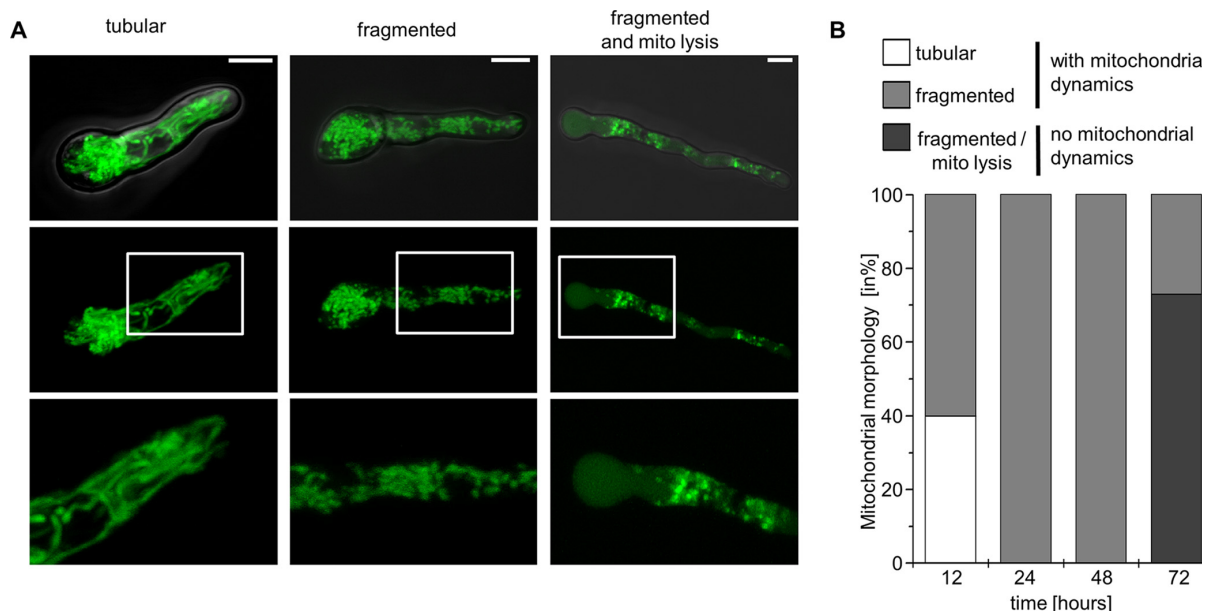 A
tubular
fragmented
fragmented
and mito lysis
B
tubular
fragmented
with mitochondria
dynamics
fragmented /
mito lysis
no mitochondrial
dynamics
Mitochondrial morphology [in%]
100
80
60
40
20
0
12 24 48 72
time [hours]